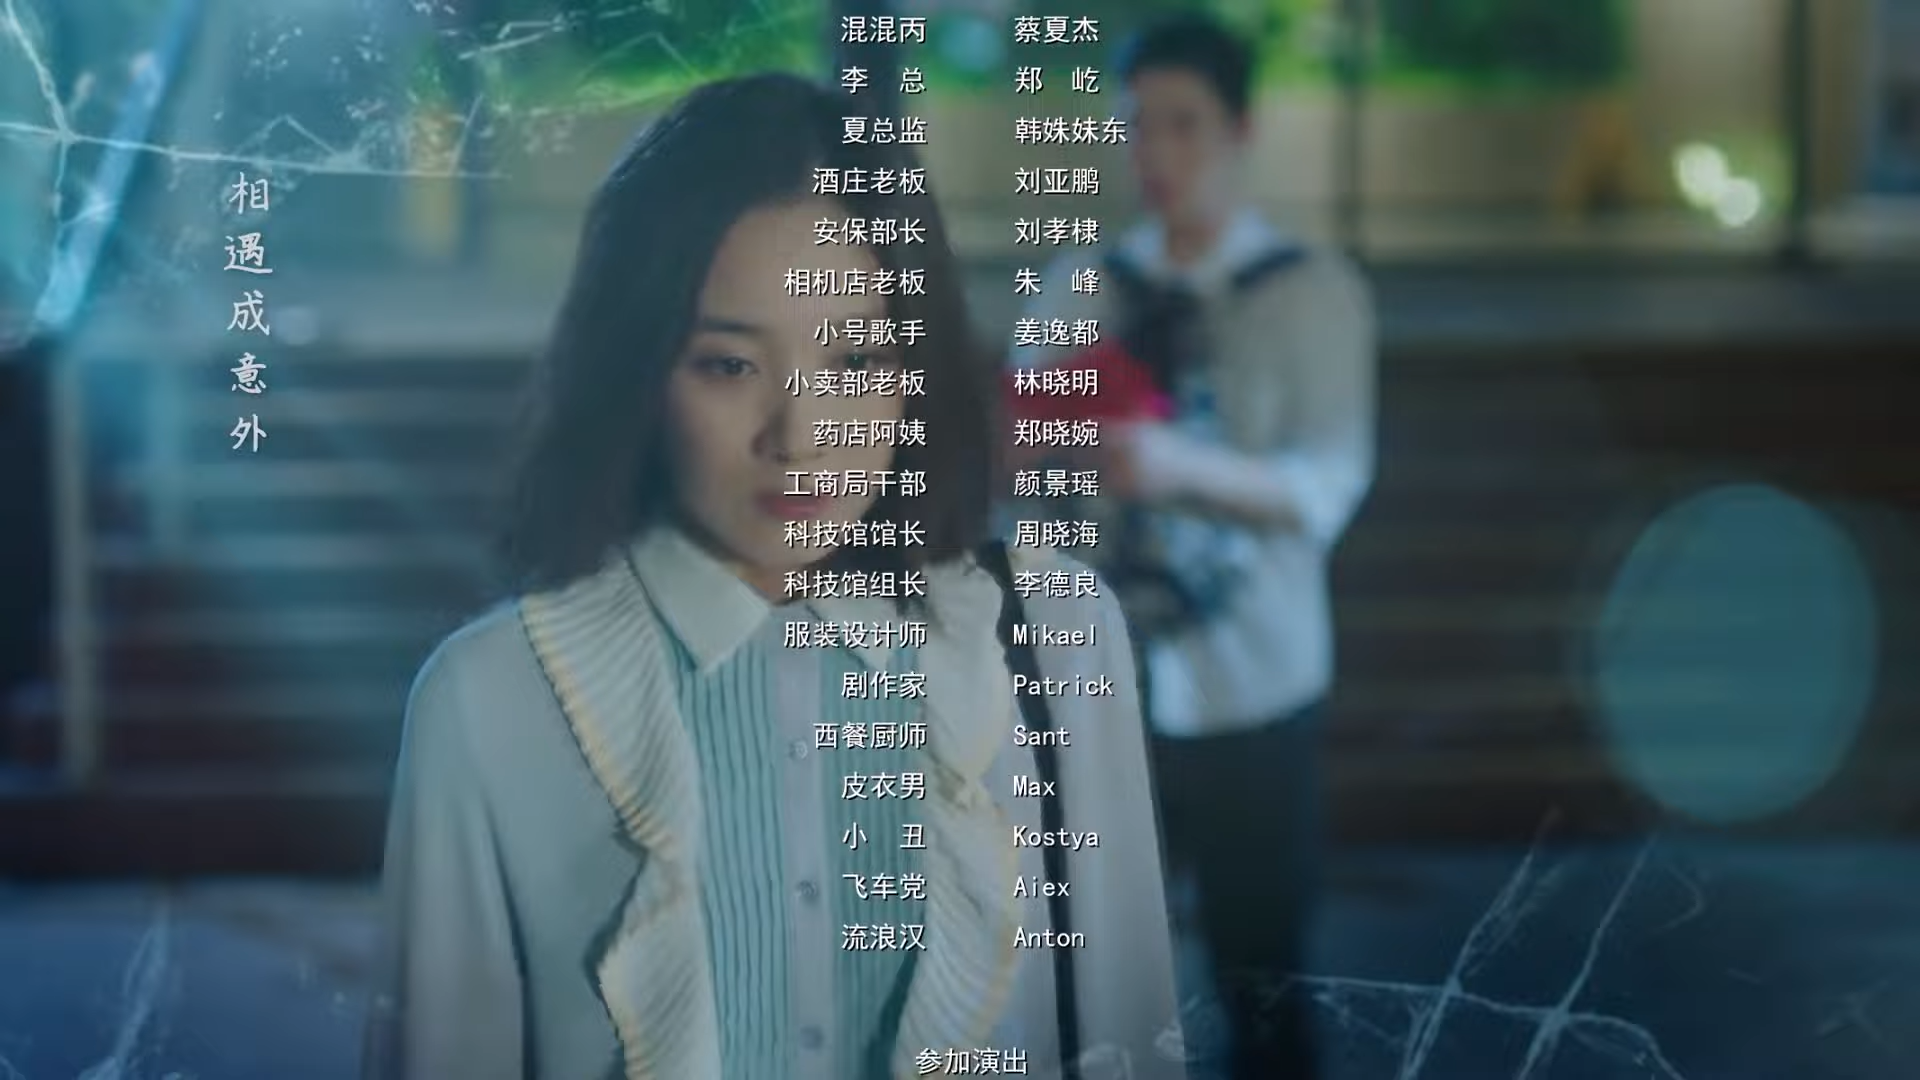 相遇成意外
混混丙 蔡夏杰
李 总 郑 屹
夏总监 韩姝妹东
酒庄老板 刘亚鹏
安保部长 刘孝棣
相机店老板 朱 峰
小号歌手 姜逸都
小卖部老板 林晓明
药店阿姨 郑晓婉
工商局干部 颜景瑶
科技馆馆长 周晓海
科技馆组长 李德良
服装设计师 Mikael
剧作家 Patrick
西餐厨师 Sant
皮衣男 Max
小 丑 Kostya
飞车党 Aiex
流浪汉 Anton
参加演出